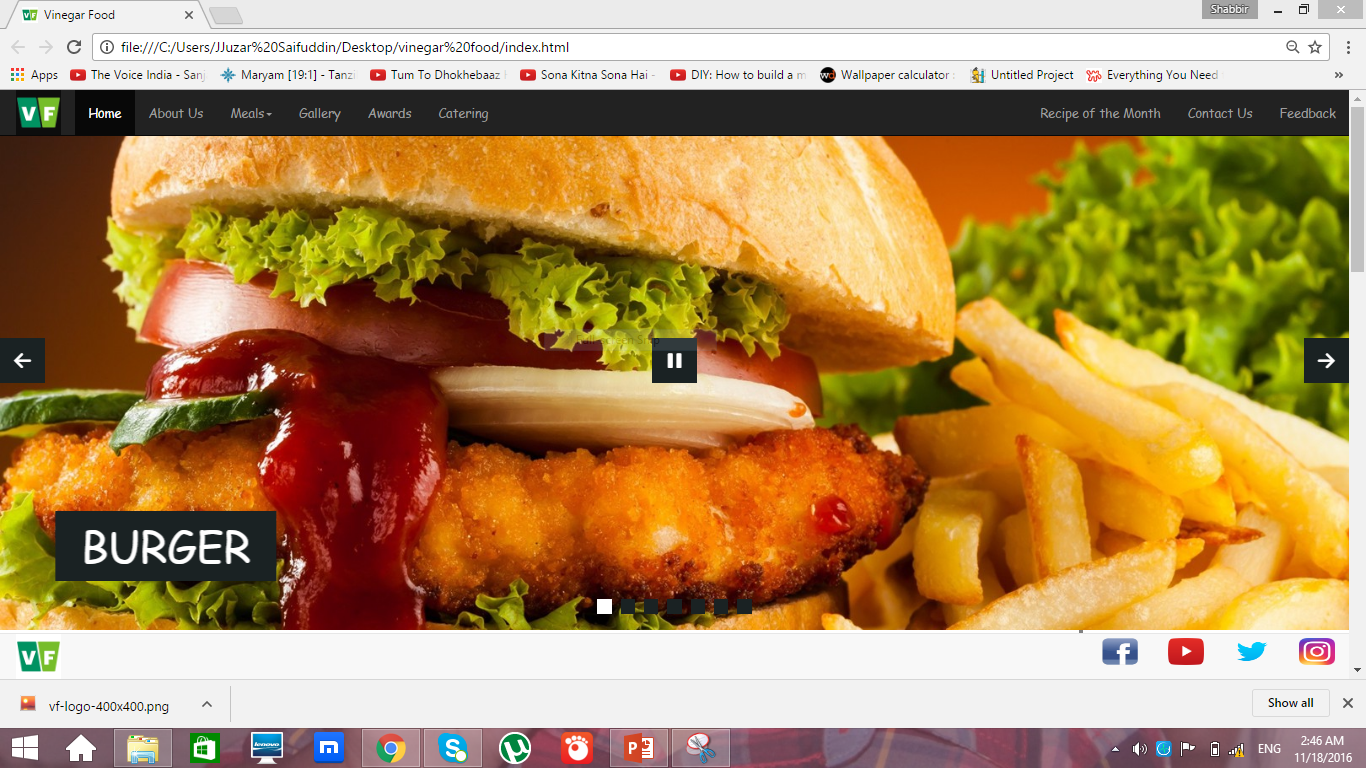 Vinegar Food
Shabbir
file:///C:/Users/JJuzar%20Saifuddin/Desktop/vinegar%20food/index.html
Apps The Voice India - Sanj Maryam [19:1] - Tanzi Tum To Dhokhebaaz Sona Kitna Sona Hai - DIY: How to build a m Wallpaper calculator : Untitled Project Everything You Need »
VF Home About Us Meals Gallery Awards Catering Recipe of the Month Contact Us Feedback
BURGER
VF
vf-logo-400x400.png Show all
lenovo
ENG 2:46 AM
11/18/2016